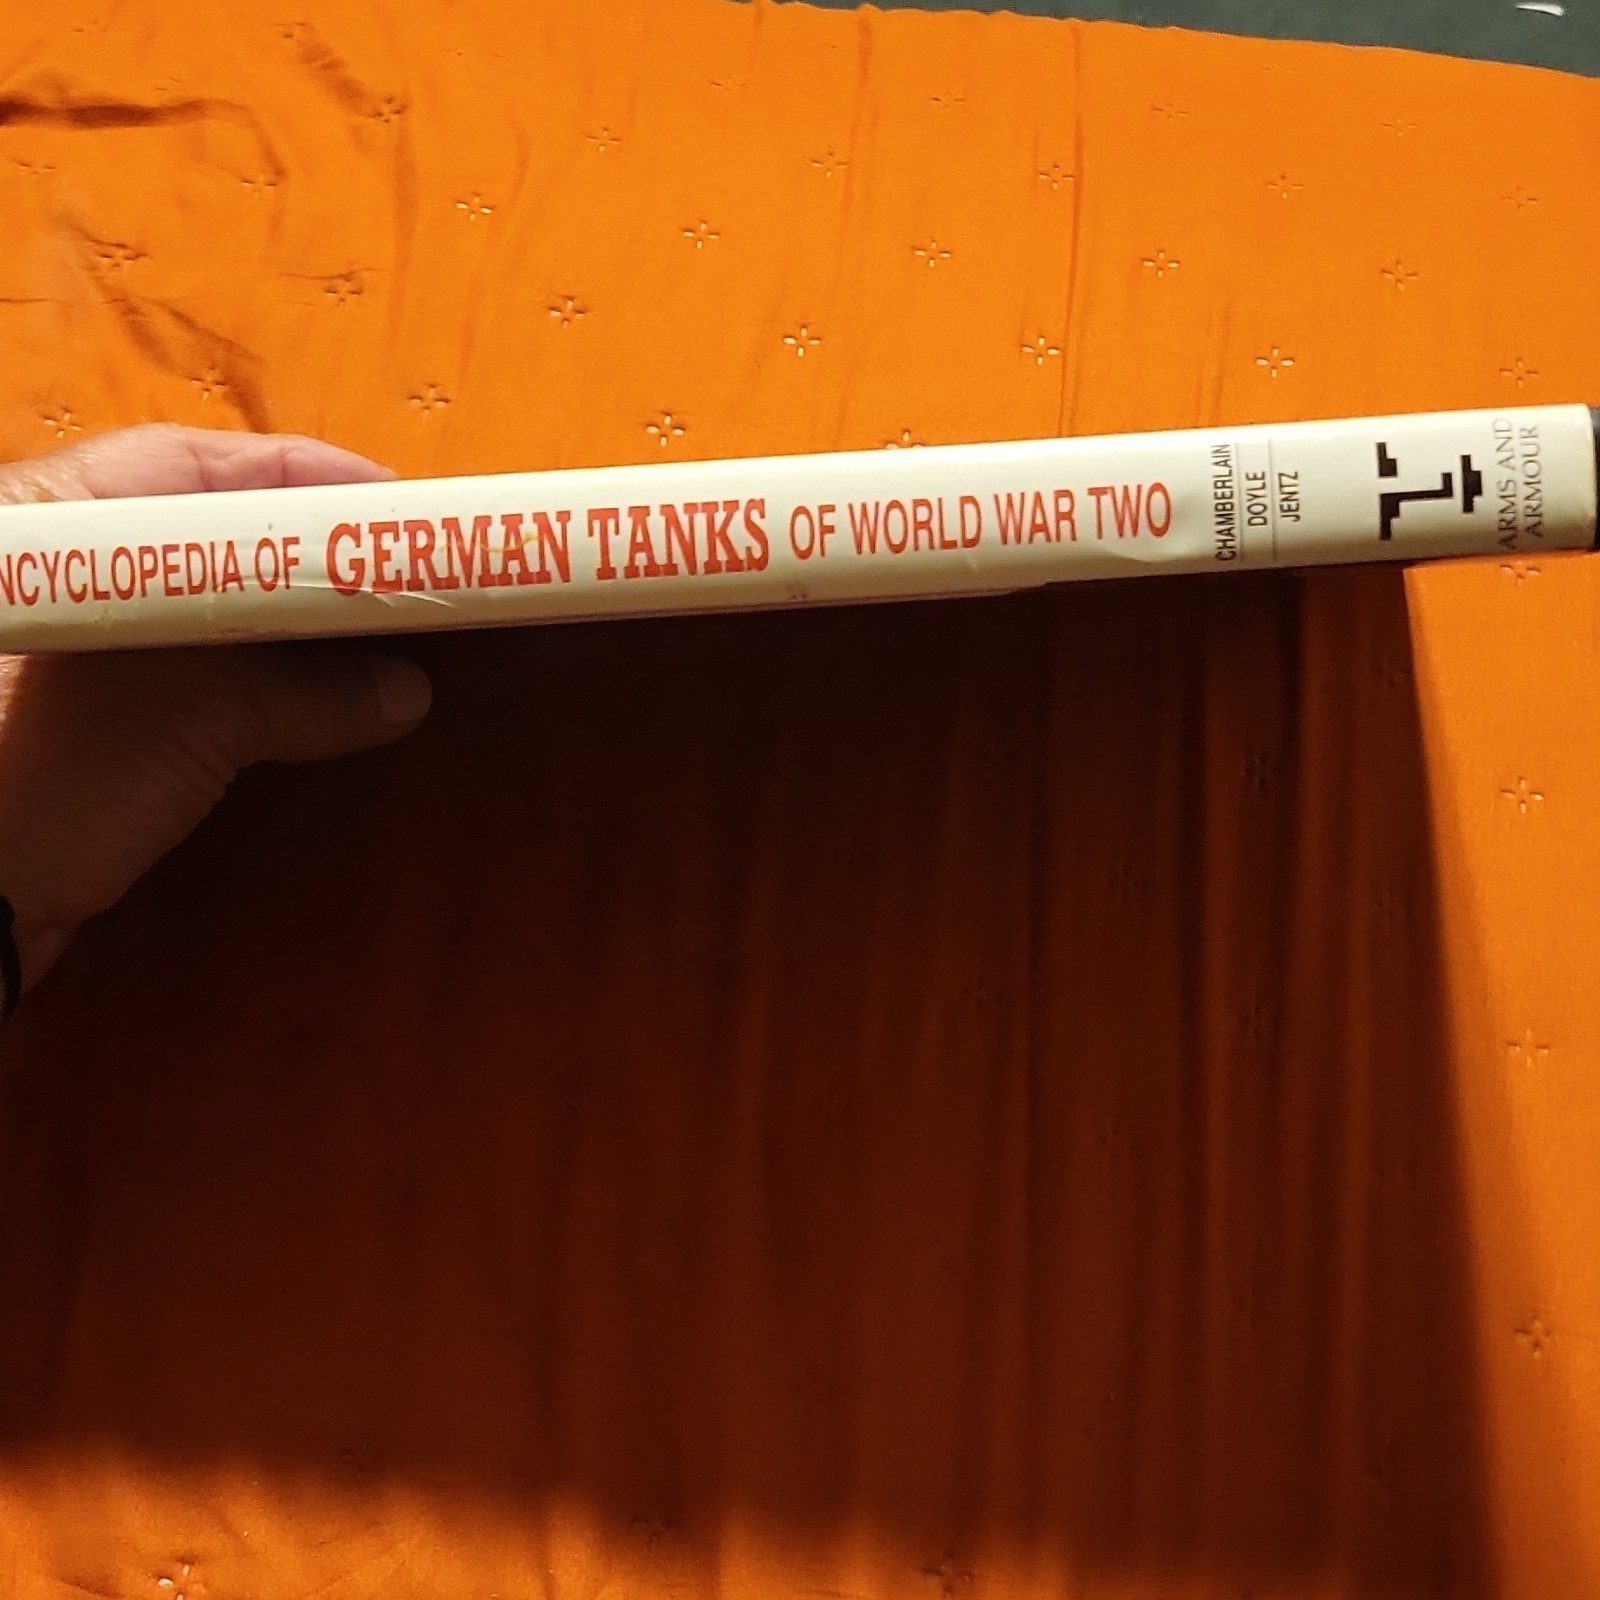 NCYCLOPEDIA OF GERMAN TANKS OF WORLD WAR TWO
CHAMBERLAIN
DOYLE
JENTZ
ARMS AND
ARMOUR